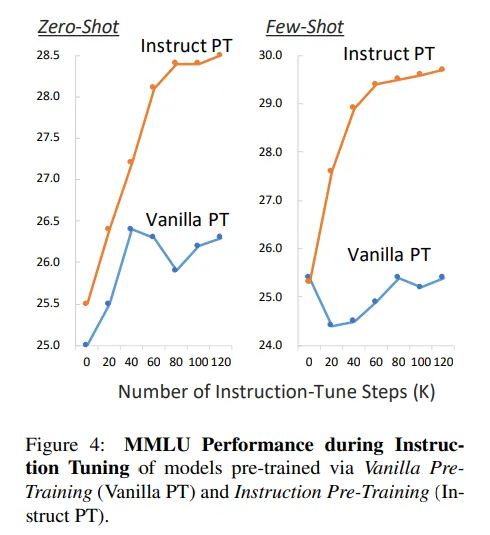 Zero-Shot
Instruct PT
28.5
28.0
27.5
27.0
26.5
26.0
25.5
25.0
Vanilla PT
0 20 40 60 80 100 120
Few-Shot
Instruct PT
30.0
29.0
28.0
27.0
26.0
25.0
24.0
Vanilla PT
0 20 40 60 80 100 120
Number of Instruction-Tune Steps (K)
Figure 4: MMLU Performance during Instruc-
tion Tuning of models pre-trained via Vanilla Pre-
Training (Vanilla PT) and Instruction Pre-Training (In-
struct PT).